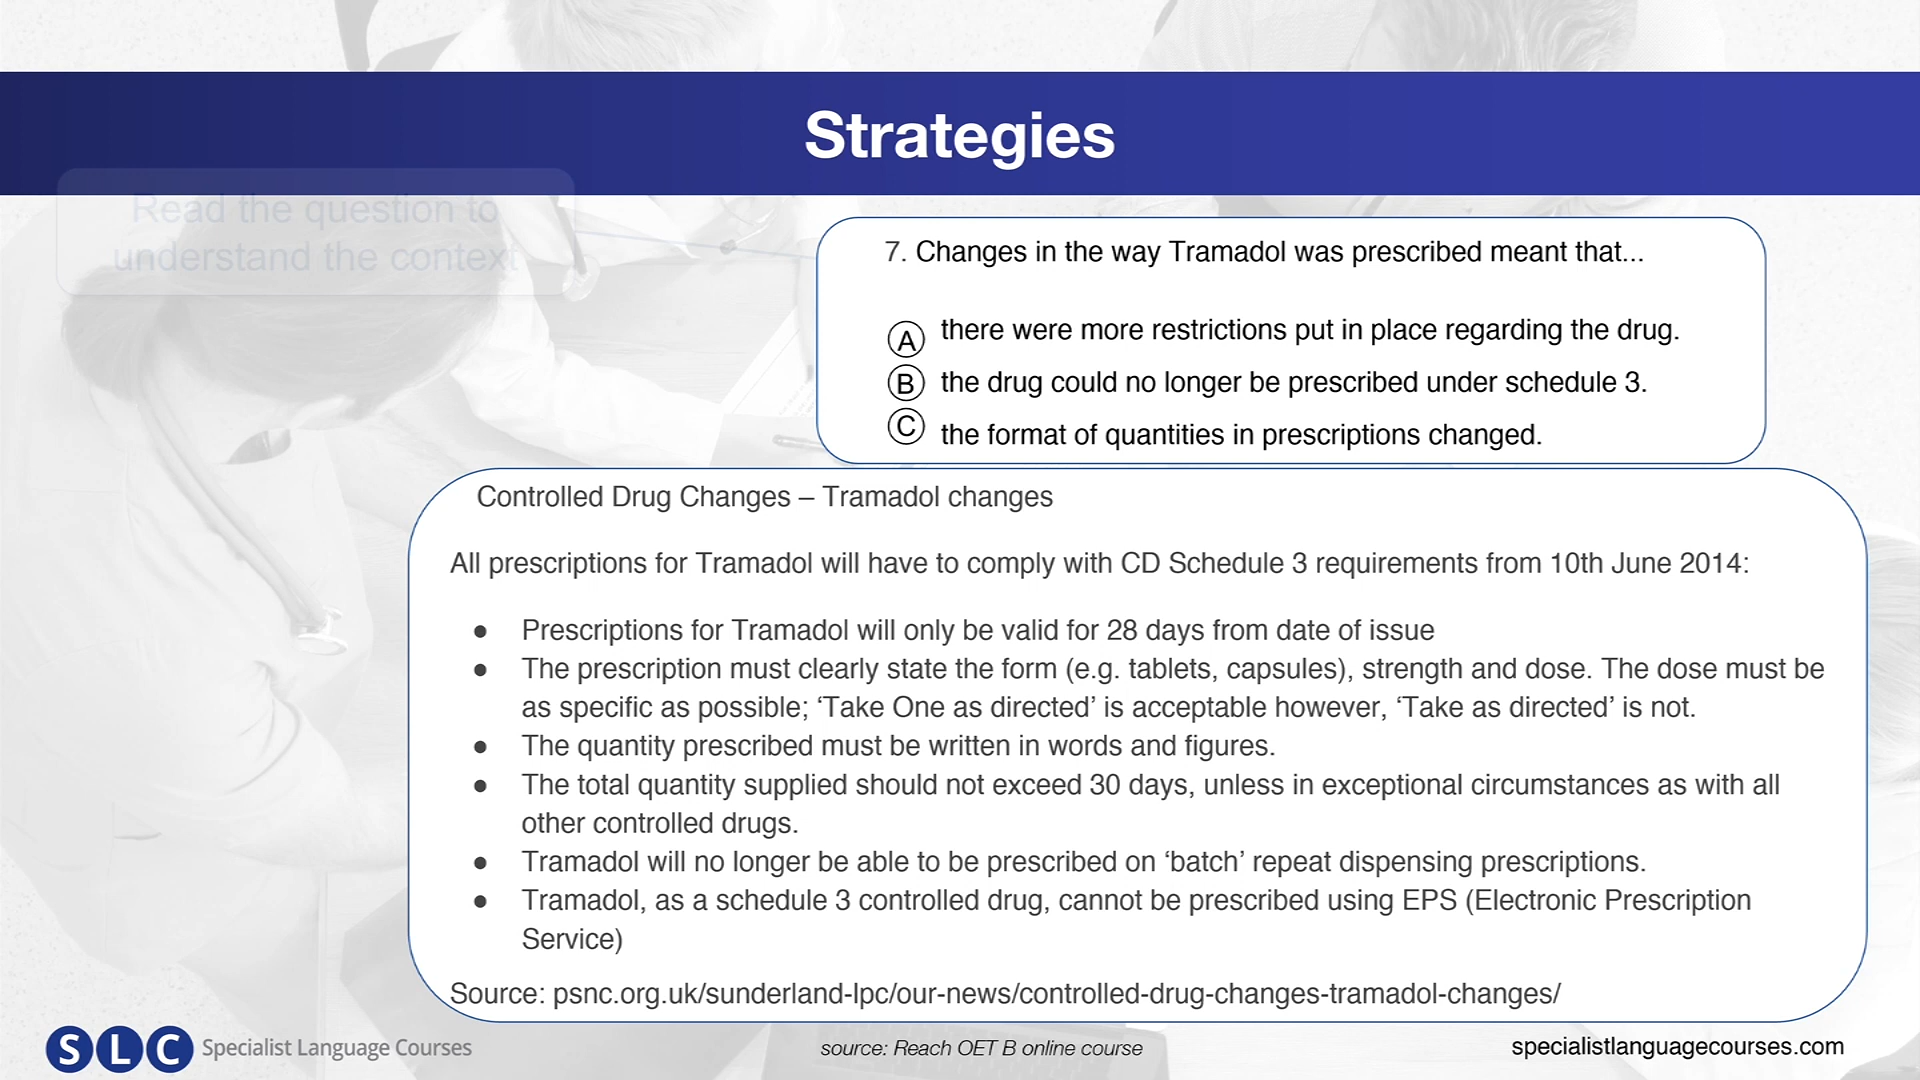 Strategies
Read the question to
understand the context
7. Changes in the way Tramadol was prescribed meant that...
A there were more restrictions put in place regarding the drug.
B the drug could no longer be prescribed under schedule 3.
C the format of quantities in prescriptions changed.
Controlled Drug Changes – Tramadol changes
All prescriptions for Tramadol will have to comply with CD Schedule 3 requirements from 10th June 2014:
● Prescriptions for Tramadol will only be valid for 28 days from date of issue
● The prescription must clearly state the form (e.g. tablets, capsules), strength and dose. The dose must be
as specific as possible; ‘Take One as directed’ is acceptable however, ‘Take as directed’ is not.
● The quantity prescribed must be written in words and figures.
● The total quantity supplied should not exceed 30 days, unless in exceptional circumstances as with all
other controlled drugs.
● Tramadol will no longer be able to be prescribed on ‘batch’ repeat dispensing prescriptions.
● Tramadol, as a schedule 3 controlled drug, cannot be prescribed using EPS (Electronic Prescription
Service)
Source: psnc.org.uk/sunderland-lpc/our-news/controlled-drug-changes-tramadol-changes/
SLC Specialist Language Courses
source: Reach OET B online course
specialistlanguagecourses.com